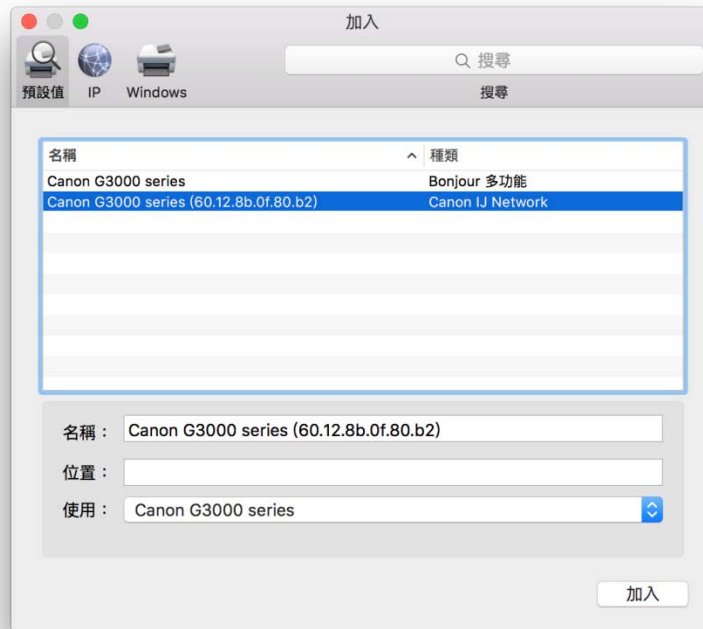 加入
搜尋
預設值 IP Windows 搜尋
名稱 種類
Canon G3000 series Bonjour 多功能
Canon G3000 series (60.12.8b.0f.80.b2) Canon IJ Network
名稱： Canon G3000 series (60.12.8b.0f.80.b2)
位置：
使用： Canon G3000 series
加入